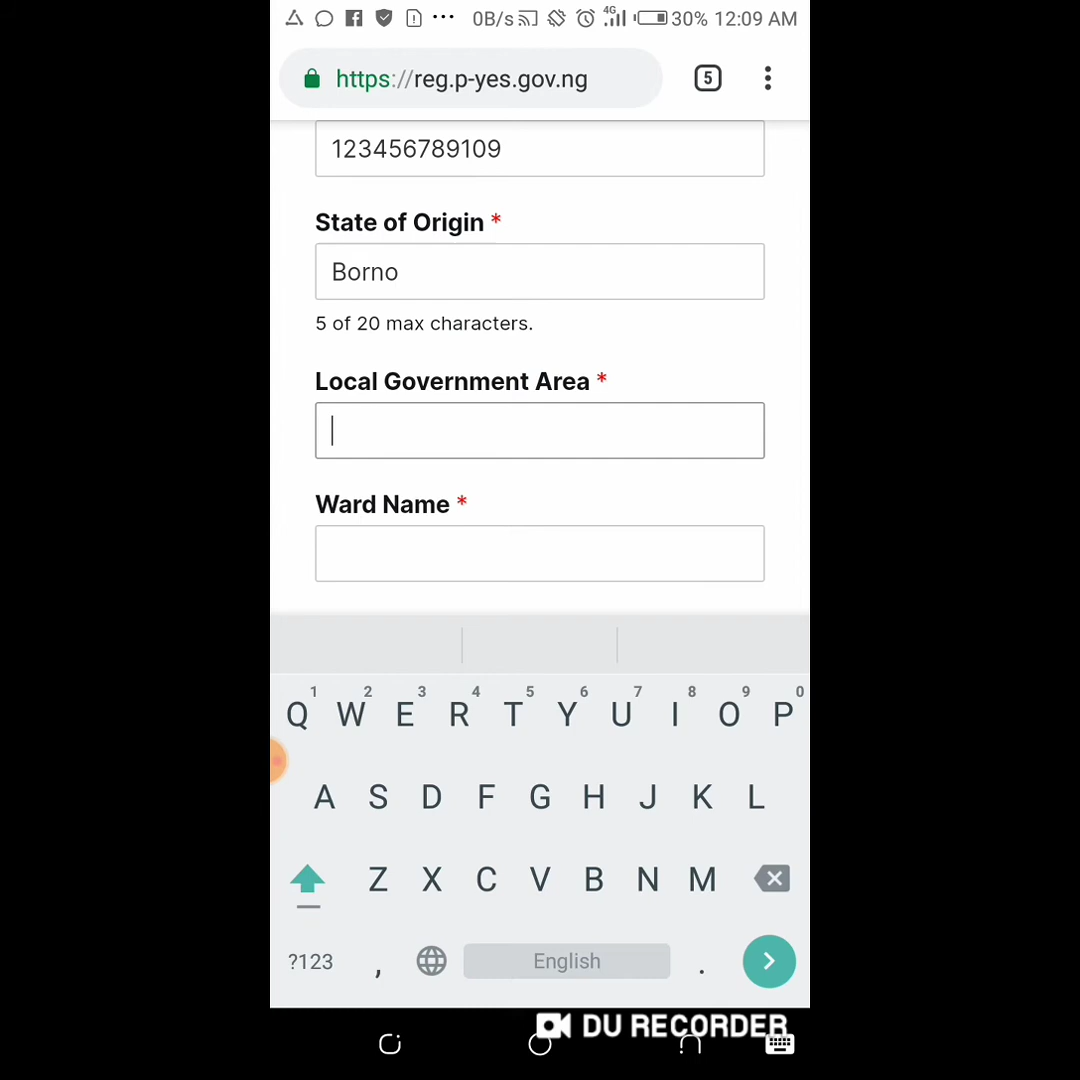 0B/s 4G 30% 12:09 AM
https://reg.p-yes.gov.ng 5
123456789109
State of Origin *
Borno
5 of 20 max characters.
Local Government Area *
Ward Name *
1 2 3 4 5 6 7 8 9 0
Q W E R T Y U I O P
A S D F G H J K L
Z X C V B N M
?123 , English .
DU RECORDER